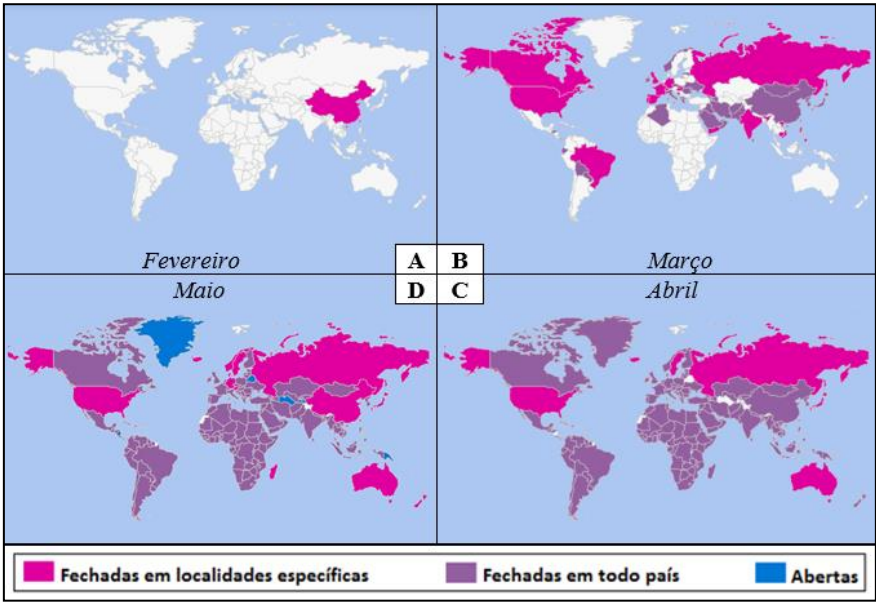 Fevereiro A B Março
Maio D C Abril
Fechadas em localidades específicas Fechadas em todo país Abertas